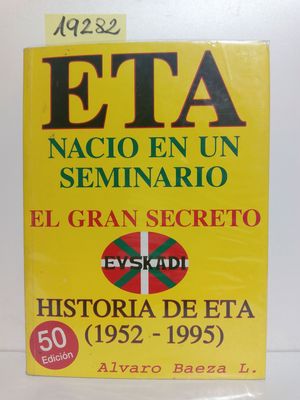 19282
ETA
NACIO EN UN
SEMINARIO
EL GRAN SECRETO
EVSKADI
HISTORIA DE ETA
(1952 - 1995)
50
Edición
Alvaro Baeza L.